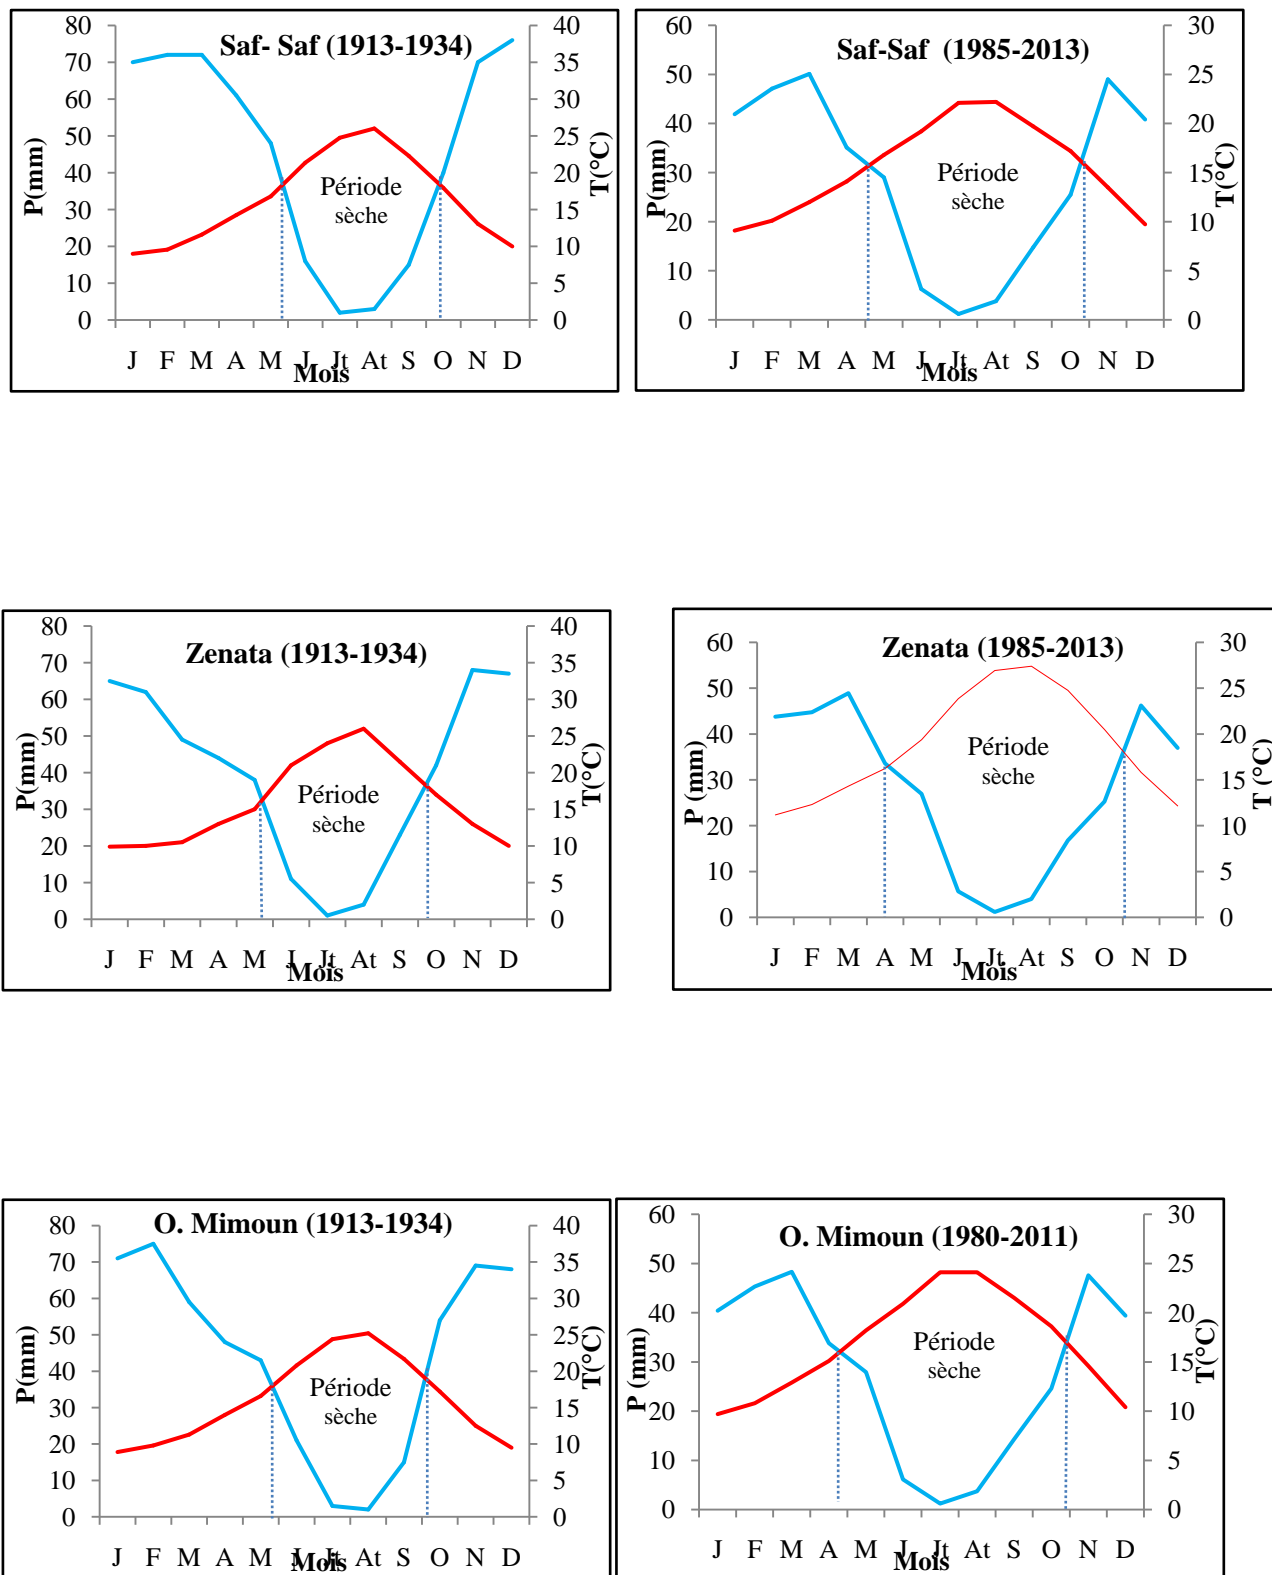 Saf- Saf (1913-1934)
P(mm)
80
70
60
50
40
30
20
10
0
40
35
30
25
20
15
10
5
0
T(°C)
Période
sèche
J F M A M J Jt At S O N D
Mois
Saf-Saf (1985-2013)
P(mm)
60
50
40
30
20
10
0
30
25
20
15
10
5
0
T(°C)
Période
sèche
J F M A M J Jt At S O N D
Mois
Zenata (1913-1934)
P(mm)
80
70
60
50
40
30
20
10
0
40
35
30
25
20
15
10
5
0
T(°C)
Période
sèche
J F M A M J Jt At S O N D
Mois
Zenata (1985-2013)
P (mm)
60
50
40
30
20
10
0
30
25
20
15
10
5
0
T (°C)
Période
sèche
J F M A M J Jt At S O N D
Mois
O. Mimoun (1913-1934)
P(mm)
80
70
60
50
40
30
20
10
0
40
35
30
25
20
15
10
5
0
T(°C)
Période
sèche
J F M A M J Jt At S O N D
Mois
O. Mimoun (1980-2011)
P (mm)
60
50
40
30
20
10
0
30
25
20
15
10
5
0
T(°C)
Période
sèche
J F M A M J Jt At S O N D
Mois